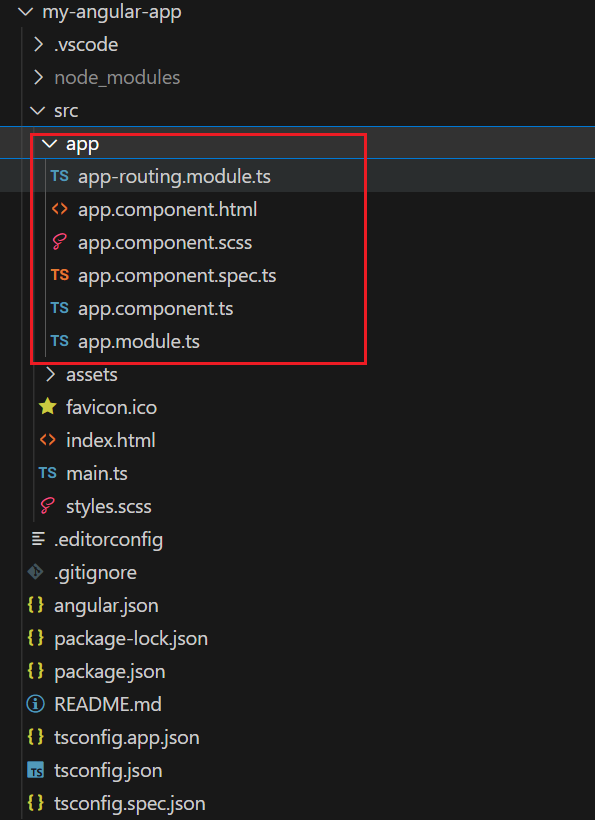 my-angular-app
.vscode
node_modules
src
app
TS app-routing.module.ts
<> app.component.html
app.component.scss
TS app.component.spec.ts
TS app.component.ts
TS app.module.ts
assets
favicon.ico
<> index.html
TS main.ts
styles.scss
.editorconfig
.gitignore
{} angular.json
{} package-lock.json
{} package.json
README.md
{} tsconfig.app.json
TS tsconfig.json
{} tsconfig.spec.json